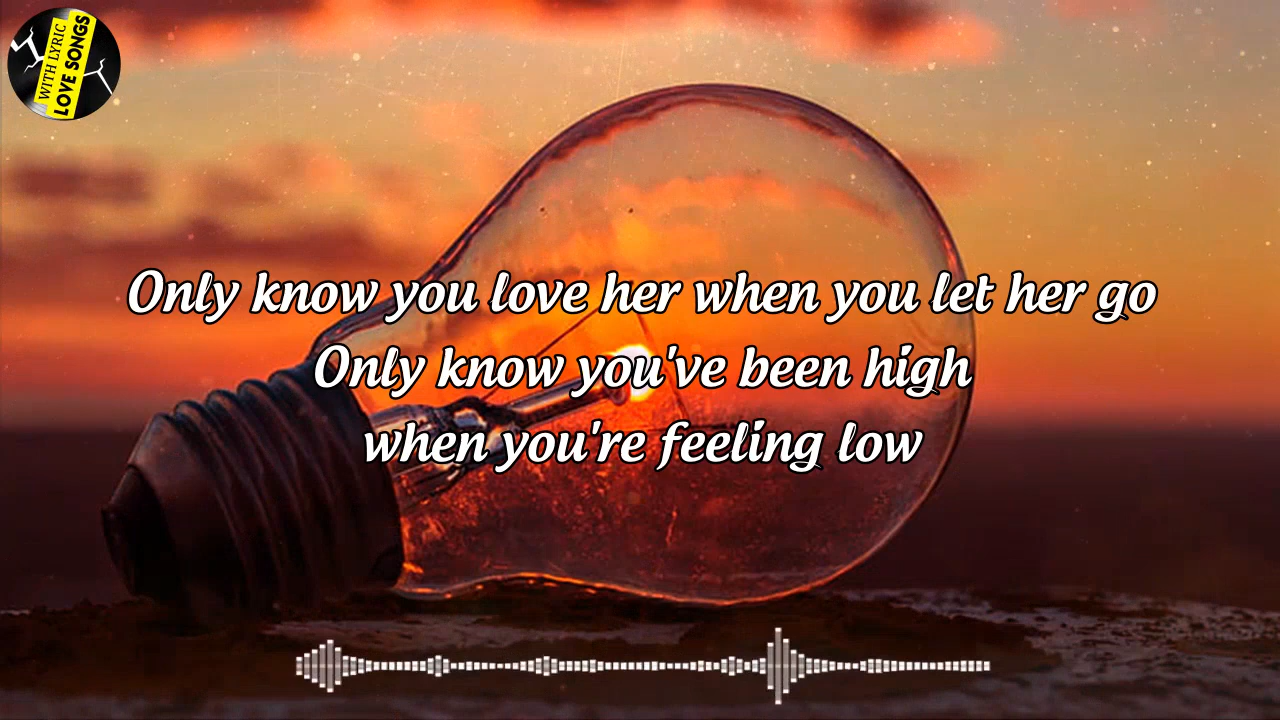 WITH LYRIC
LOVE SONGS
Only know you love her when you let her go
Only know you've been high
when you're feeling low